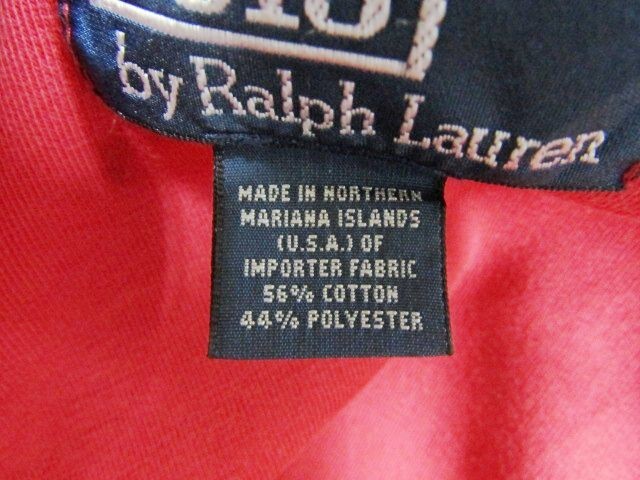 by Ralph Lauren
MADE IN NORTHERN
MARIANA ISLANDS
(U.S.A.) OF
IMPORTER FABRIC
56% COTTON
44% POLYESTER